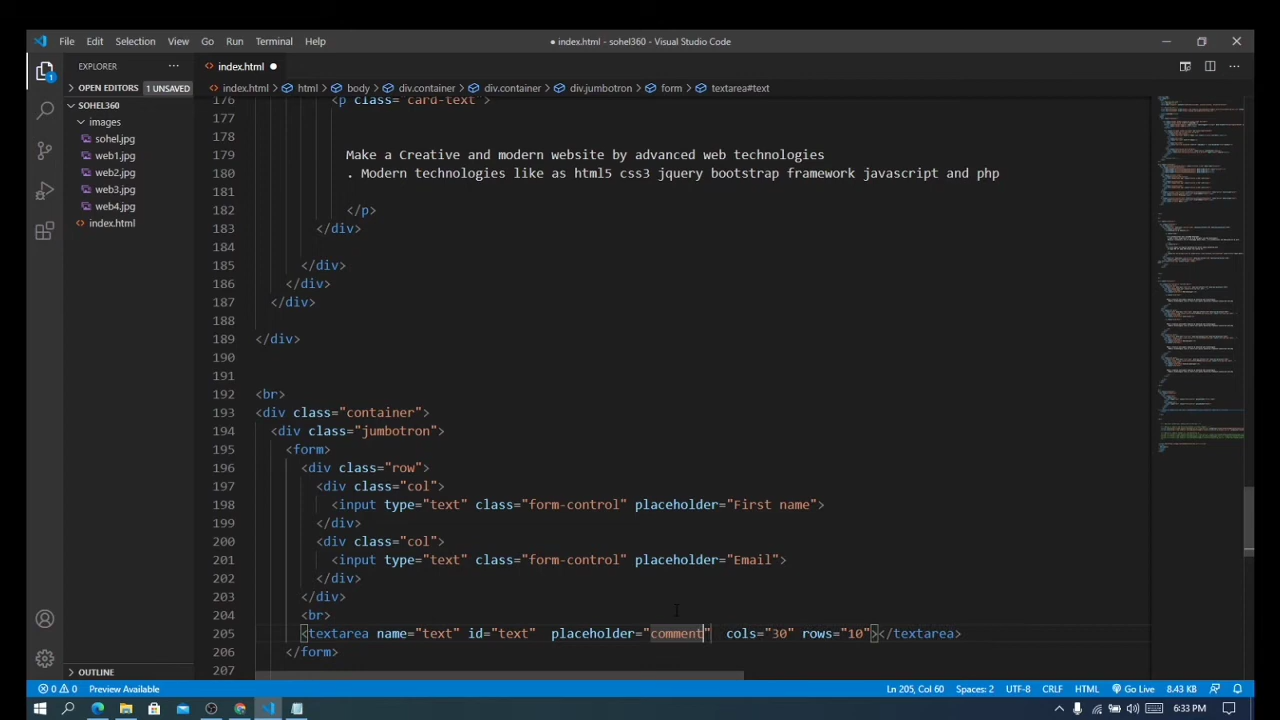 File Edit Selection View Go Run Terminal Help
● index.html - sohel360 - Visual Studio Code
EXPLORER ···
index.html ●
OPEN EDITORS 1 UNSAVED
index.html > html > body > div.container > div.container > div.jumbotron > form > textarea#text
SOHEL360
images
sohel.jpg
web1.jpg
web2.jpg
web3.jpg
web4.jpg
index.html
OUTLINE
1
176 <p class="card-text">
177
178
179 Make a Creative and modern website by advanced web technologies
180 . Modern technologies like as html5 css3 jquery bootstrap framework javascript and php
181
182 </p>
183 </div>
184
185 </div>
186 </div>
187 </div>
188
189 </div>
190
191
192 <br>
193 <div class="container">
194 <div class="jumbotron">
195 <form>
196 <div class="row">
197 <div class="col">
198 <input type="text" class="form-control" placeholder="First name">
199 </div>
200 <div class="col">
201 <input type="text" class="form-control" placeholder="Email">
202 </div>
203 </div>
204 <br>
205 <textarea name="text" id="text" placeholder="comment" cols="30" rows="10"></textarea>
206 </form>
207
0 0 Preview Available Ln 205, Col 60 Spaces: 2 UTF-8 CRLF HTML Go Live 8.43 KB
6:33 PM